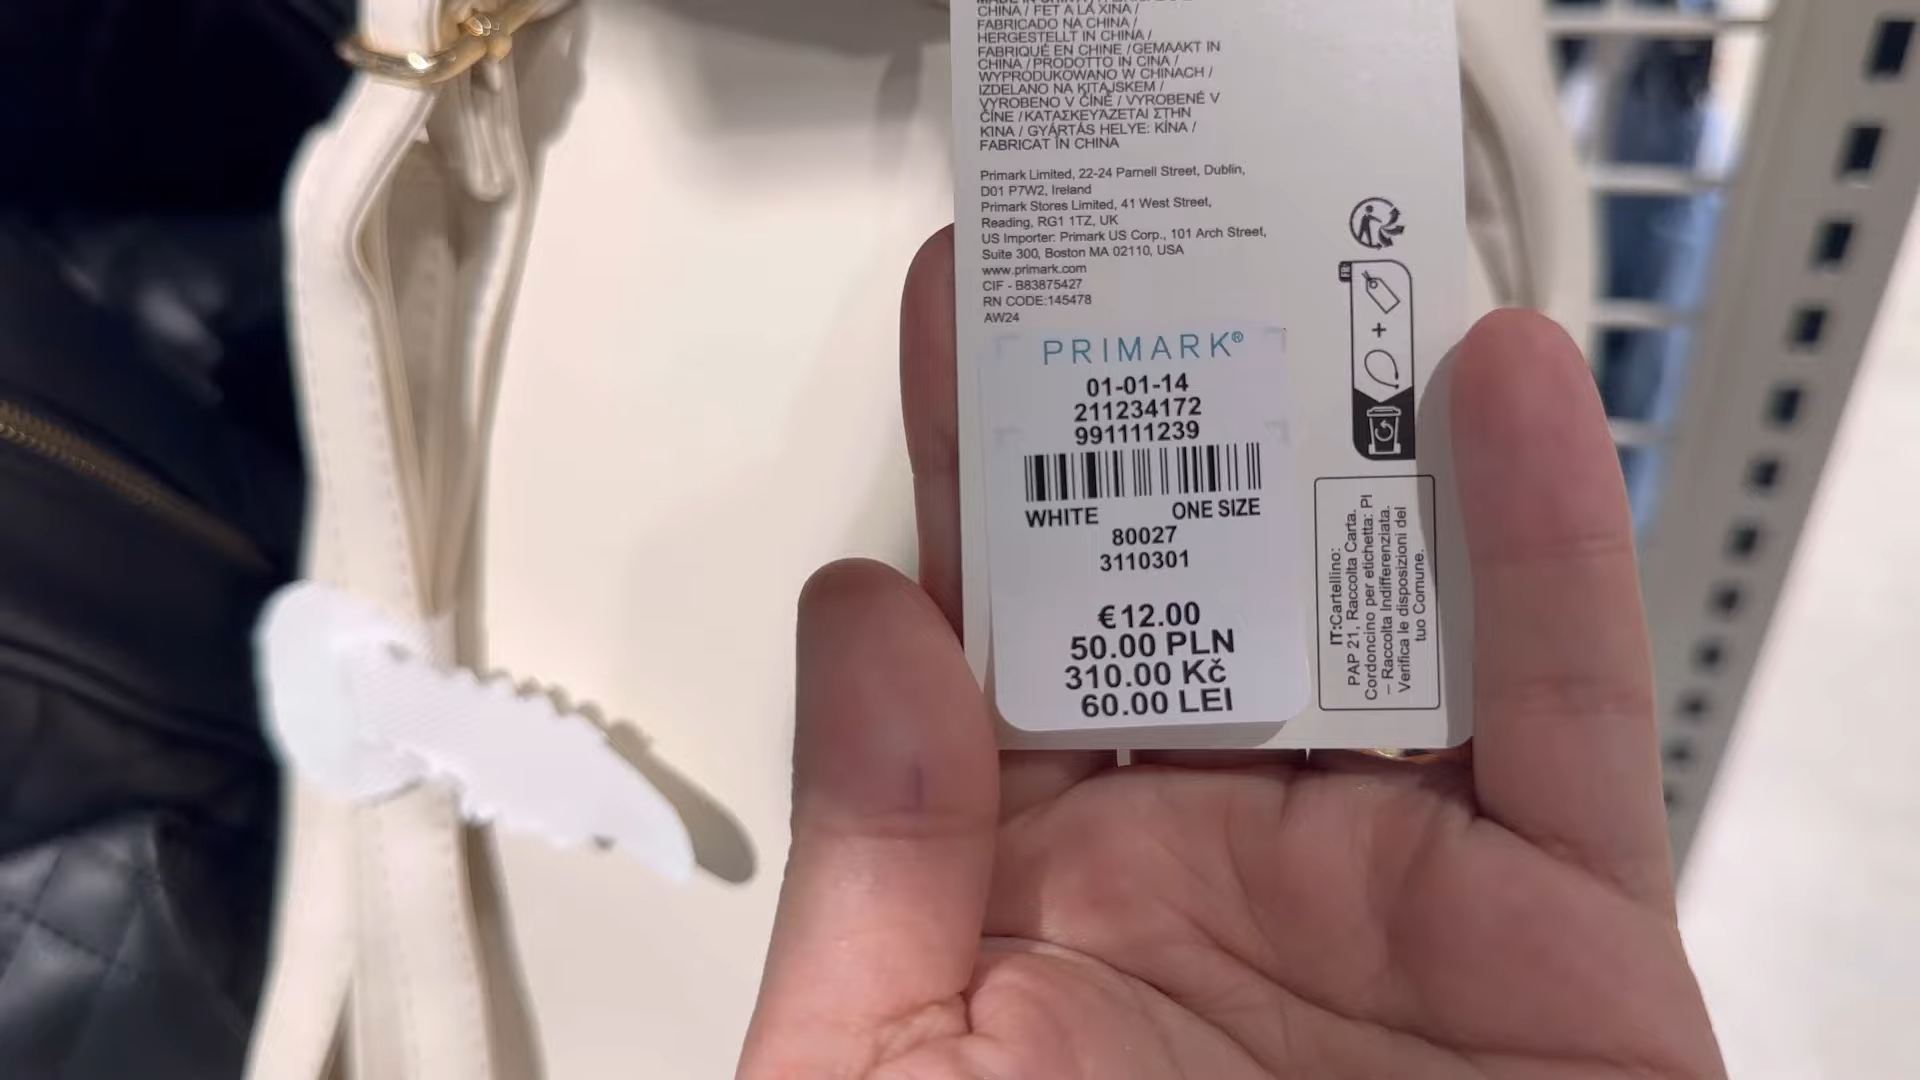 CHINA / FET A LA XINA /
FABRICADO NA CHINA /
HERGESTELLT IN CHINA /
FABRIQUÉ EN CHINE /GEMAAKT IN
CHINA / PRODOTTO IN CINA /
WYPRODUKOWANO W CHINACH /
IZDELANO NA KITAJSKEM /
VYROBENO V ČÍNĚ / VYROBENÉ V
ČÍNE / ΚΑΤΑΣΚΕΥΆΖΕΤΑΙ ΣΤΗΝ
ΚΙΝΑ / GYÁRTÁS HELYE: KÍNA /
FABRICAT ÎN CHINA
Primark Limited, 22-24 Parnell Street, Dublin,
D01 P7W2, Ireland
Primark Stores Limited, 41 West Street,
Reading, RG1 1TZ, UK
US Importer: Primark US Corp., 101 Arch Street,
Suite 300, Boston MA 02110, USA
www.primark.com
CIF - B83875427
RN CODE:145478
AW24
PRIMARK®
01-01-14
211234172
991111239
WHITE ONE SIZE
80027
3110301
€12.00
50.00 PLN
310.00 Kč
60.00 LEI
FR
+
IT:Cartellino:
PAP 21, Raccolta Carta.
Cordoncino per etichetta: PI
– Raccolta Indifferenziata.
Verifica le disposizioni del
tuo Comune.